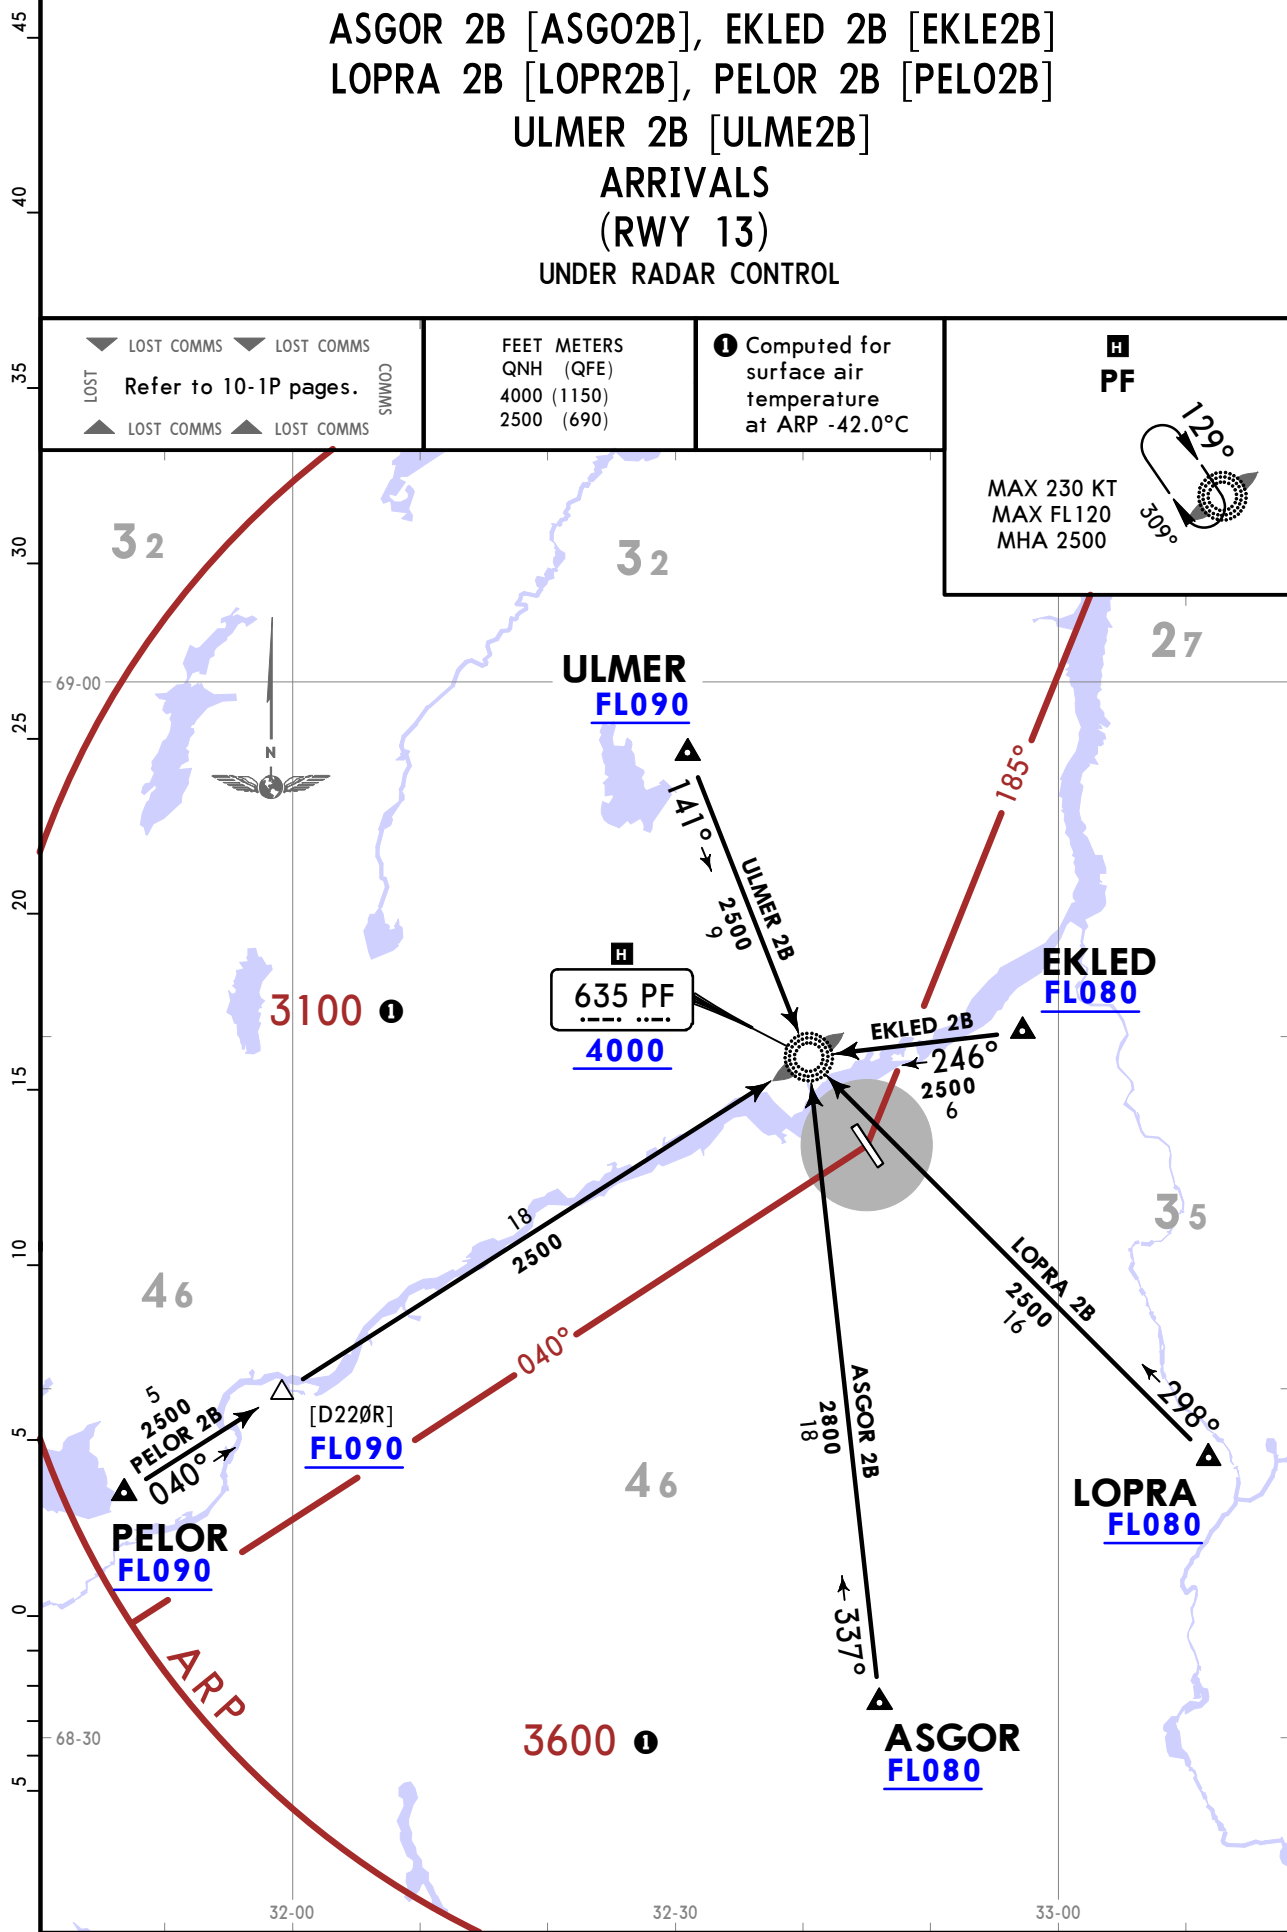 ASGOR 2B [ASGO2B], EKLED 2B [EKLE2B]
LOPRA 2B [LOPR2B], PELOR 2B [PELO2B]
ULMER 2B [ULME2B]
ARRIVALS
(RWY 13)
UNDER RADAR CONTROL
LOST COMMS LOST COMMS
LOST
Refer to 10-1P pages.
COMMS
LOST COMMS LOST COMMS
FEET METERS
QNH (QFE)
4000 (1150)
2500 (690)
1 Computed for
surface air
temperature
at ARP -42.0°C
H
PF
129°
309°
MAX 230 KT
MAX FL120
MHA 2500
45
40
35
30
25
20
15
10
5
0
5
32
32
27
69-00
N
ULMER
FL090
141°
ULMER 2B
2500
9
185°
H
635 PF
4000
3100 1
EKLED
FL080
EKLED 2B
246°
2500
6
18
2500
35
46
040°
LOPRA 2B
2500
16
298°
LOPRA
FL080
5
2500
PELOR 2B
040°
[D220R]
FL090
PELOR
FL090
46
ASGOR 2B
2800
18
337°
ASGOR
FL080
ARP
3600 1
68-30
32-00
32-30
33-00